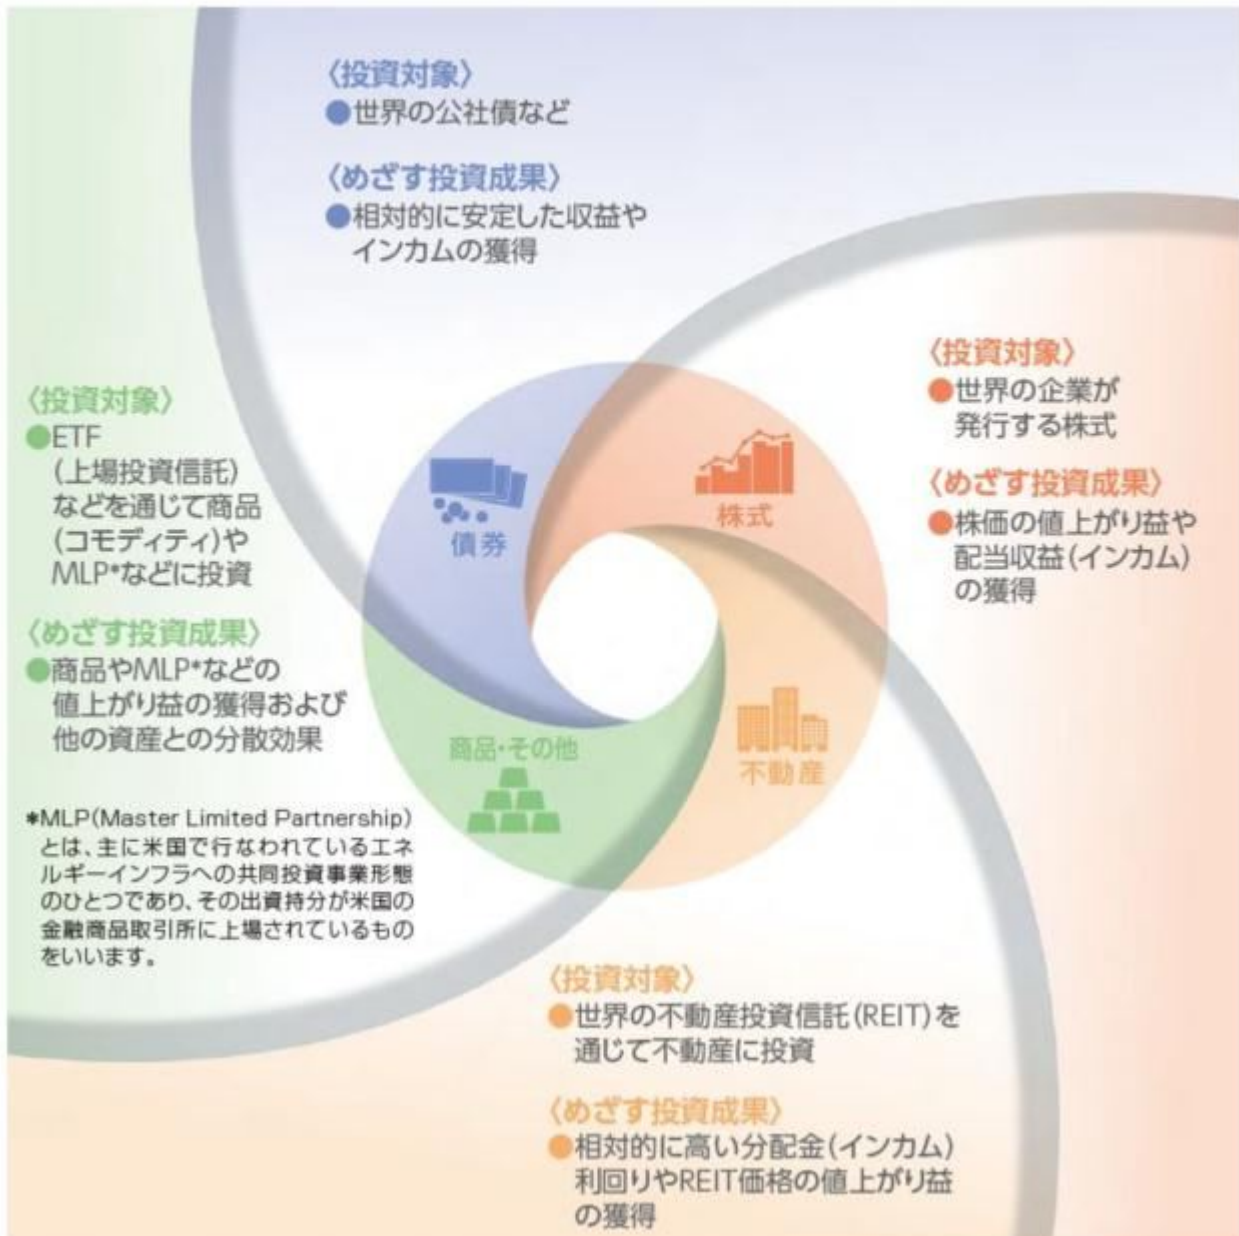 〈投資対象〉
●世界の公社債など
〈めざす投資成果〉
●相対的に安定した収益や
インカムの獲得
〈投資対象〉
●世界の企業が
発行する株式
〈めざす投資成果〉
●株価の値上がり益や
配当収益(インカム)
の獲得
〈投資対象〉
●ETF
(上場投資信託)
などを通じて商品
(コモディティ)や
MLP*などに投資
〈めざす投資成果〉
●商品やMLP*などの
値上がり益の獲得および
他の資産との分散効果
*MLP(Master Limited Partnership)
とは、主に米国で行なわれているエネ
ルギーインフラへの共同投資事業形態
のひとつであり、その出資持分が米国の
金融商品取引所に上場されているもの
をいいます。
債券
株式
商品・その他
不動産
〈投資対象〉
●世界の不動産投資信託(REIT)を
通じて不動産に投資
〈めざす投資成果〉
●相対的に高い分配金(インカム)
利回りやREIT価格の値上がり益
の獲得